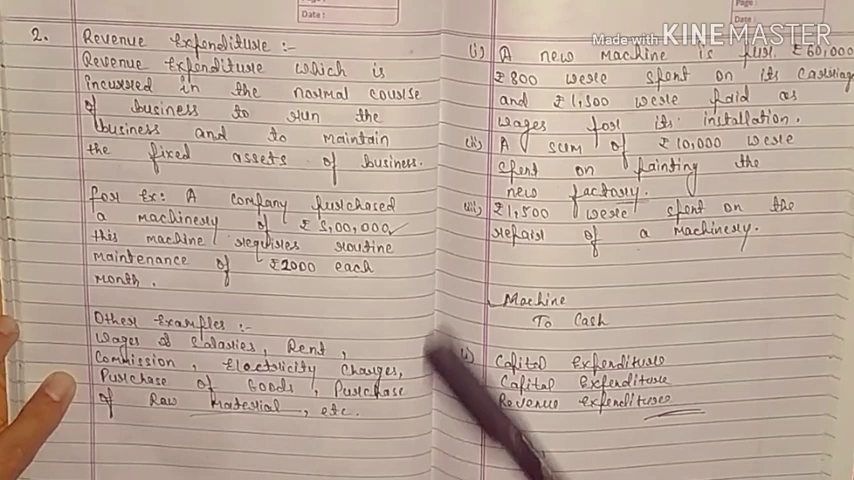 Date :
2.
Revenue Expenditure :-
Revenue Expenditure which is
incurred in the normal course
of business to run the
business and to maintain
the fixed assets of business.
for Ex: A company purchased
a machinery of ₹ 5,00,000
this machine requires routine
maintenance of ₹2000 each
month.
Other Examples :-
Wages & Salaries, Rent,
Commission, Electricity Charges,
Purchase of Goods, Purchase
of Raw Material, etc.
Page :
Date :
Made with KINEMASTER
(i) A new Machine is pur. ₹ 60,000
₹ 800 were spent on its carriage
and ₹ 1,500 were paid as
wages for its installation.
(ii) A sum of ₹ 10,000 were
spent on painting the
new factory.
(iii) ₹ 1,500 were spent on the
repair of a machinery.
Machine
To Cash
Capital Expenditure
Capital Expenditure
Revenue Expenditure